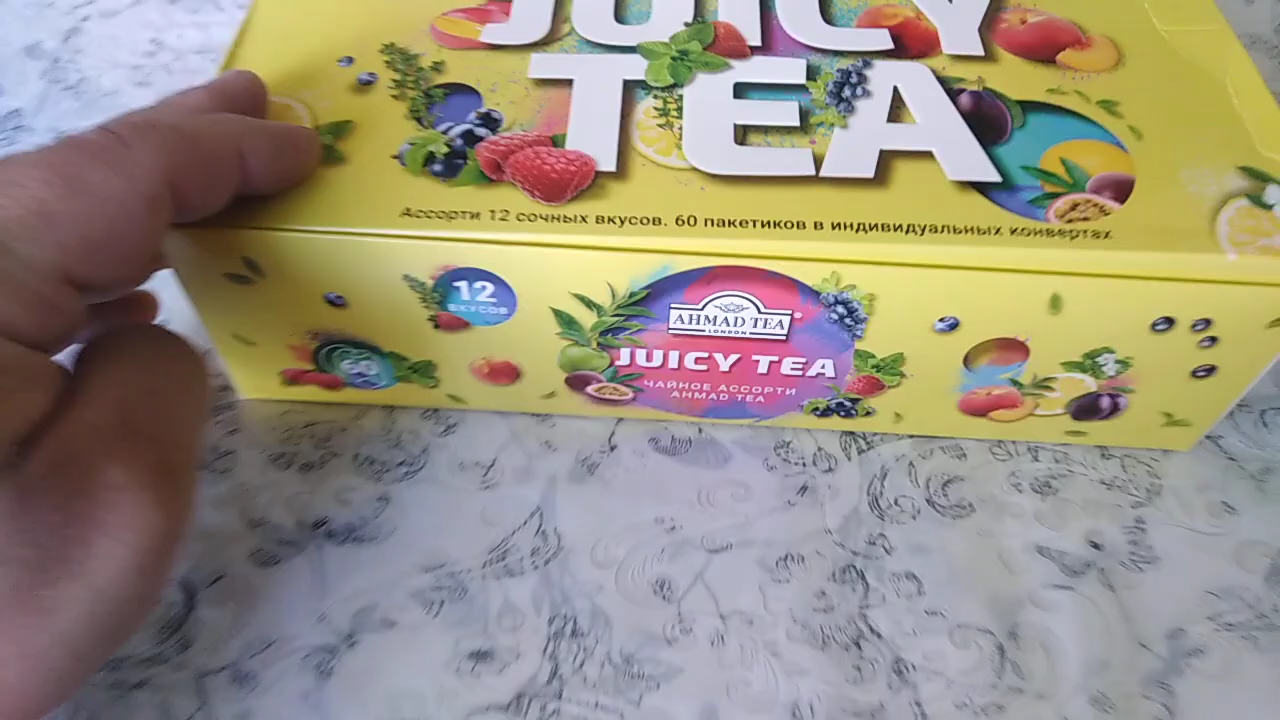 JUICY
TEA
Ассорти 12 сочных вкусов. 60 пакетиков в индивидуальных конвертах
12
ВКУСОВ
AHMAD TEA
LONDON
JUICY TEA
ЧАЙНОЕ АССОРТИ
AHMAD TEA
60